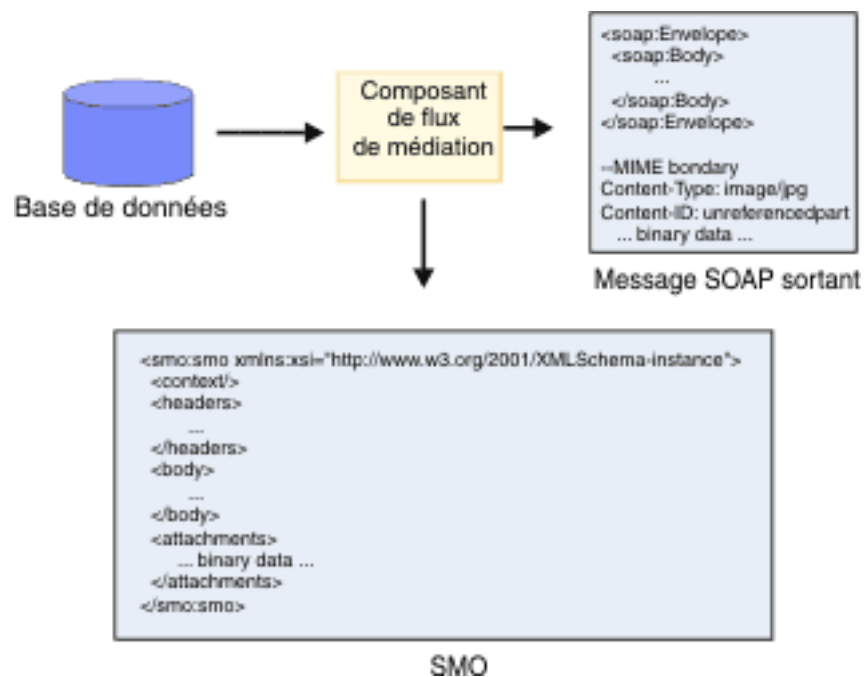 Base de données
Composant
de flux
de médiation
<soap:Envelope>
<soap:Body>
...
</soap:Body>
</soap:Envelope>
--MIME bondary
Content-Type: image/jpg
Content-ID: unreferencedpart
... binary data ...
Message SOAP sortant
<smo:smo xmlns:xsi="http://www.w3.org/2001/XMLSchema-instance">
<context/>
<headers>
...
</headers>
<body>
...
</body>
<attachments>
... binary data ...
</attachments>
</smo:smo>
SMO